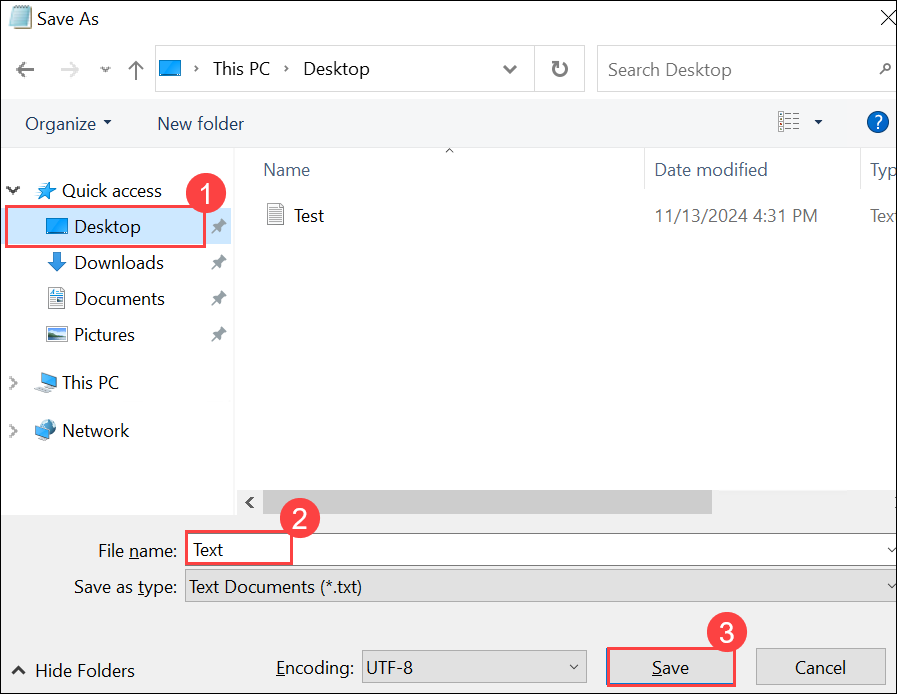 Save As
This PC
Desktop
Search Desktop
Organize
New folder
?
Name
Date modified
Typ
Quick access
1
Desktop
Test
11/13/2024 4:31 PM
Tex
Downloads
Documents
Pictures
This PC
Network
2
File name: Text
Save as type: Text Documents (*.txt)
3
Hide Folders
Encoding: UTF-8
Save
Cancel